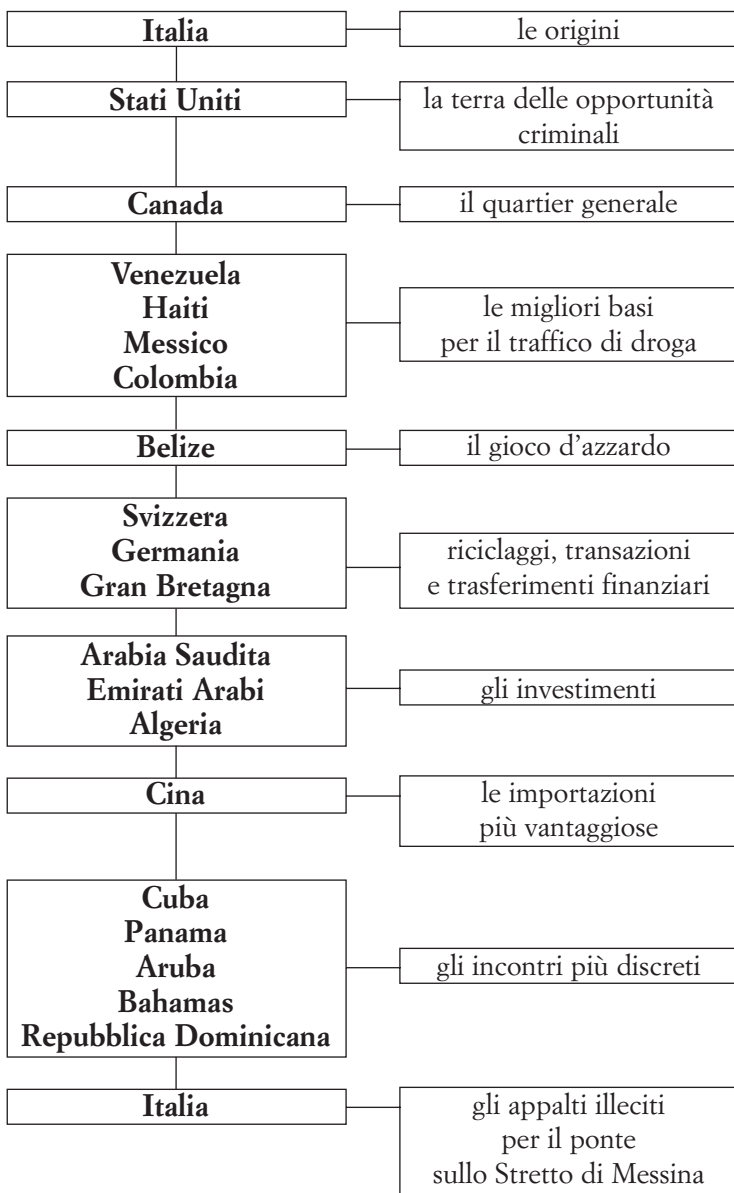 Italia
le origini
Stati Uniti
la terra delle opportunità
criminali
Canada
il quartier generale
Venezuela
Haiti
Messico
Colombia
le migliori basi
per il traffico di droga
Belize
il gioco d’azzardo
Svizzera
Germania
Gran Bretagna
riciclaggi, transazioni
e trasferimenti finanziari
Arabia Saudita
Emirati Arabi
Algeria
gli investimenti
Cina
le importazioni
più vantaggiose
Cuba
Panama
Aruba
Bahamas
Repubblica Dominicana
gli incontri più discreti
Italia
gli appalti illeciti
per il ponte
sullo Stretto di Messina